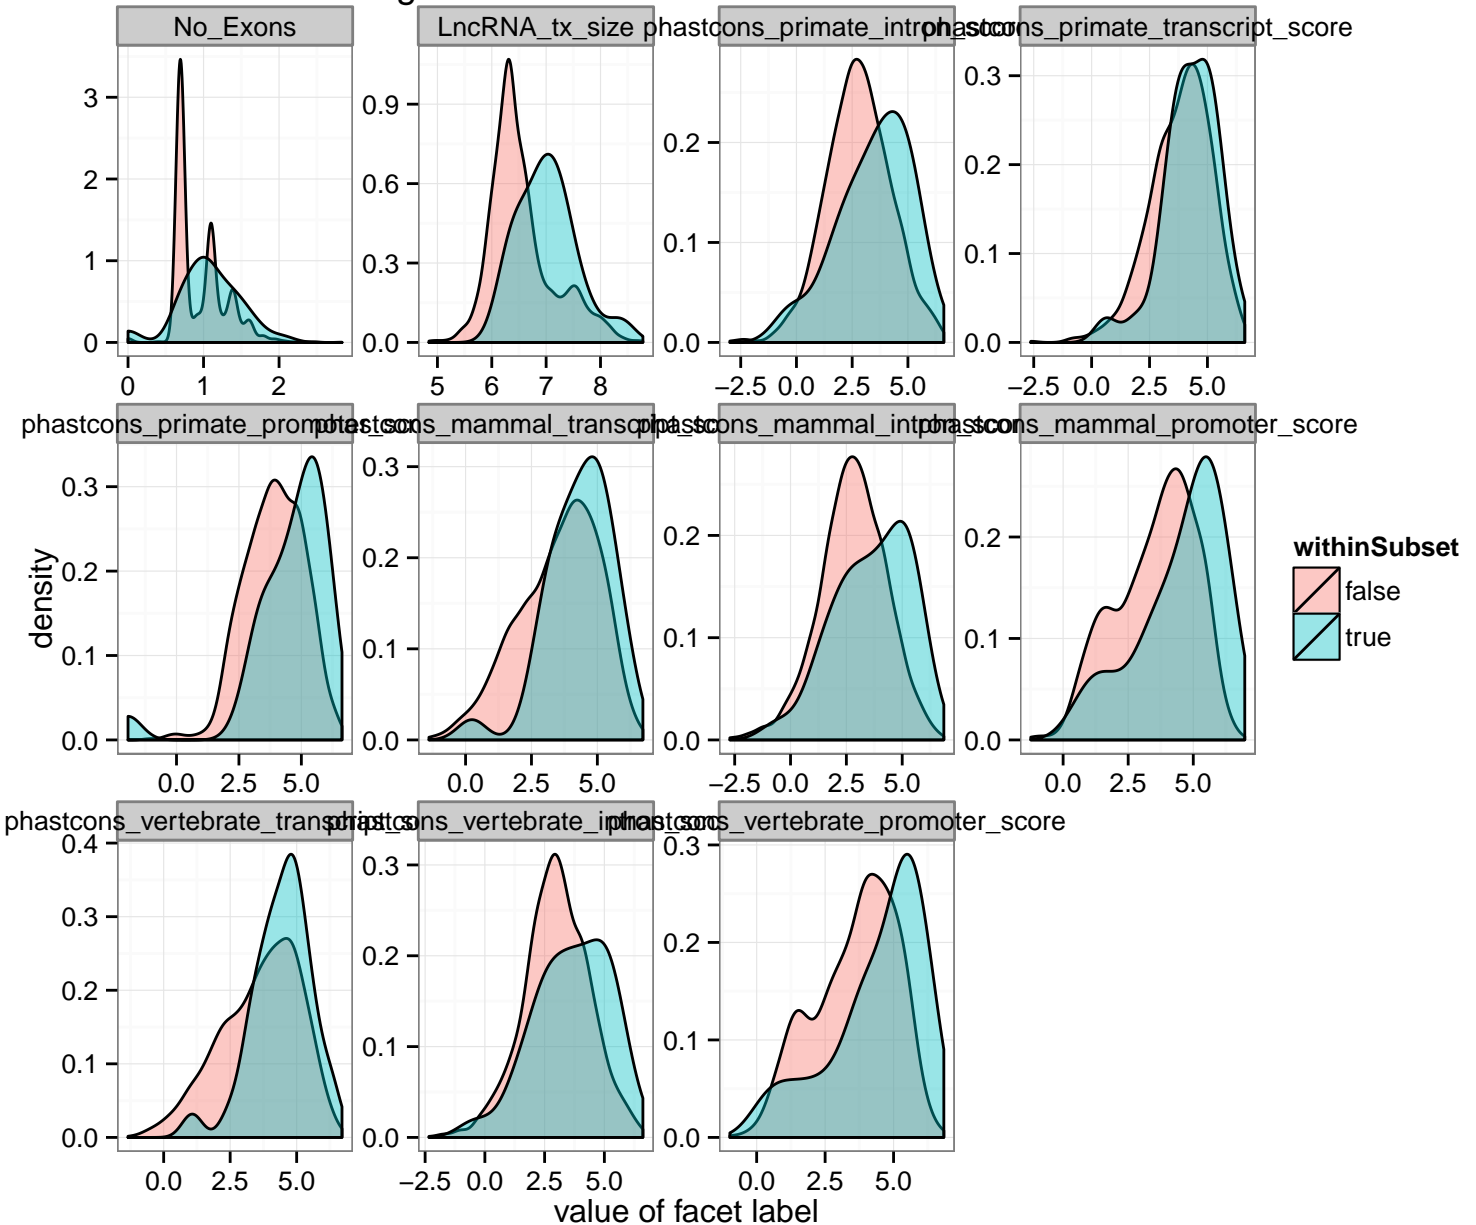 No_Exons
LncRNA_tx_size
phastcons_primate_intron_score
phastcons_primate_transcript_score
3
2
1
0
0 1 2
0.9
0.6
0.3
0.0
5 6 7 8
0.2
0.1
0.0
−2.5 0.0 2.5 5.0
0.3
0.2
0.1
0.0
−2.5 0.0 2.5 5.0
phastcons_primate_promoter_score
phastcons_mammal_transcript_score
phastcons_mammal_intron_score
phastcons_mammal_promoter_score
0.3
0.2
0.1
0.0
0.0 2.5 5.0
0.3
0.2
0.1
0.0
0.0 2.5 5.0
0.2
0.1
0.0
−2.5 0.0 2.5 5.0
0.2
0.1
0.0
0.0 2.5 5.0
phastcons_vertebrate_transcript_score
phastcons_vertebrate_intron_score
phastcons_vertebrate_promoter_score
0.4
0.3
0.2
0.1
0.0
0.0 2.5 5.0
0.3
0.2
0.1
0.0
−2.5 0.0 2.5 5.0
0.3
0.2
0.1
0.0
0.0 2.5 5.0
density
value of facet label
withinSubset
false
true